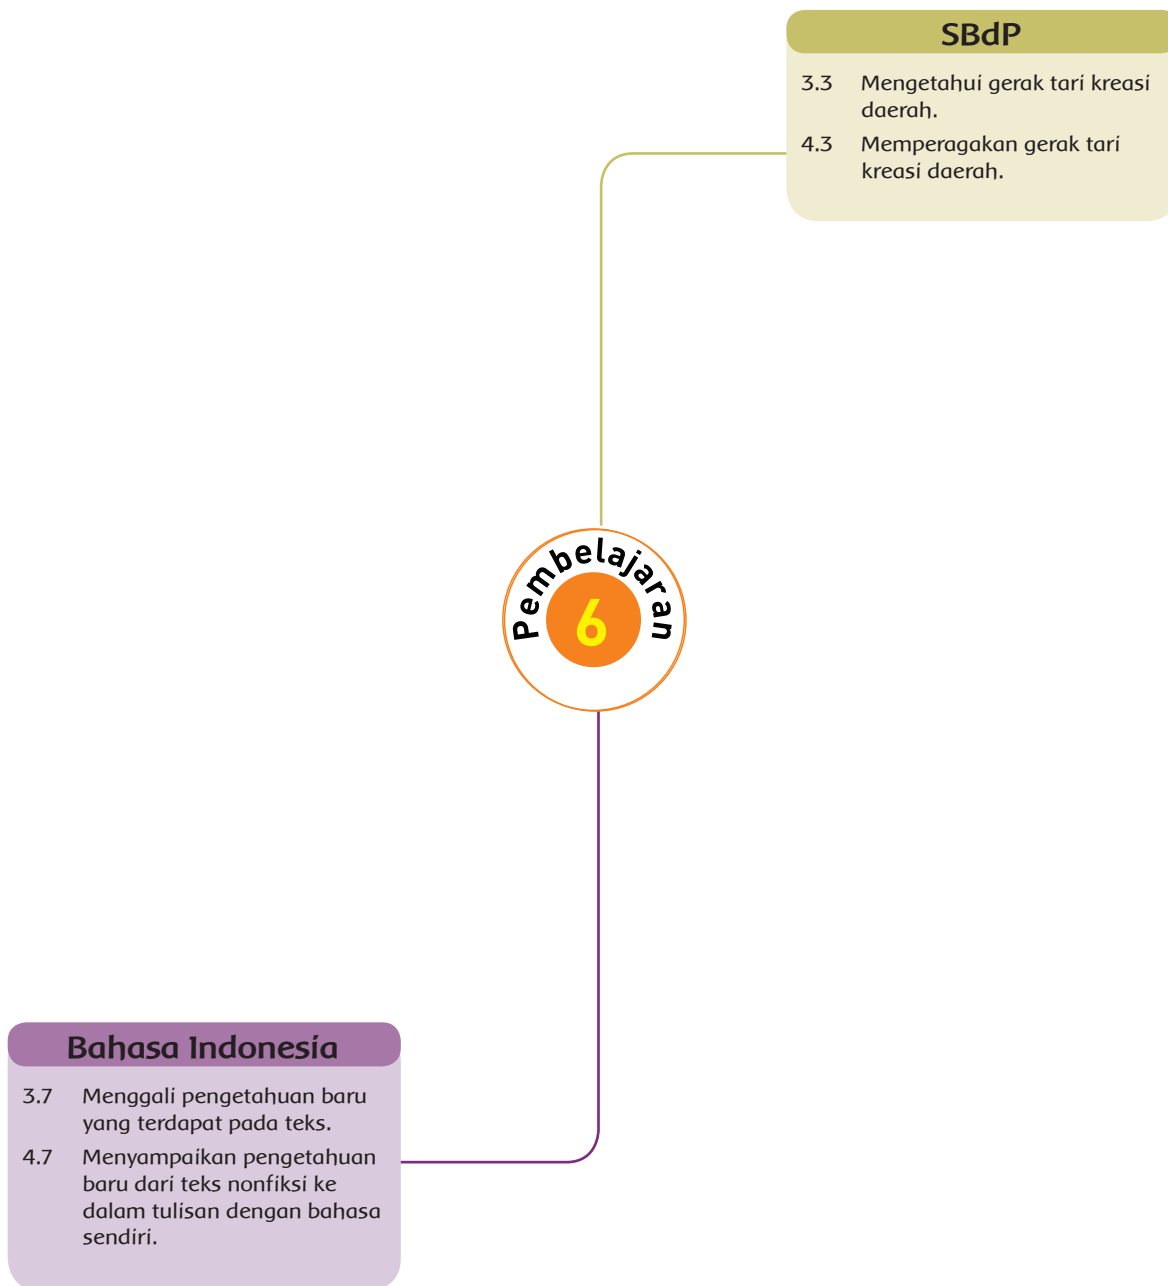 SBdP
3.3 Mengetahui gerak tari kreasi
daerah.
4.3 Memperagakan gerak tari
kreasi daerah.
Pembelajaran
6
Bahasa Indonesia
3.7 Menggali pengetahuan baru
yang terdapat pada teks.
4.7 Menyampaikan pengetahuan
baru dari teks nonfiksi ke
dalam tulisan dengan bahasa
sendiri.